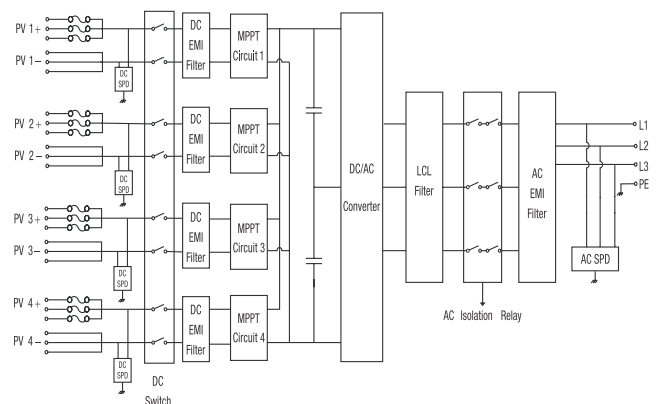 PV 1+
PV 1-
DC
SPD
DC
EMI
Filter
MPPT
Circuit 1
PV 2+
PV 2-
DC
SPD
DC
EMI
Filter
MPPT
Circuit 2
PV 3+
PV 3-
DC
SPD
DC
EMI
Filter
MPPT
Circuit 3
PV 4+
PV 4-
DC
SPD
DC
EMI
Filter
MPPT
Circuit 4
DC
Switch
DC/AC
Converter
LCL
Filter
AC Isolation Relay
AC
EMI
Filter
L1
L2
L3
PE
AC SPD